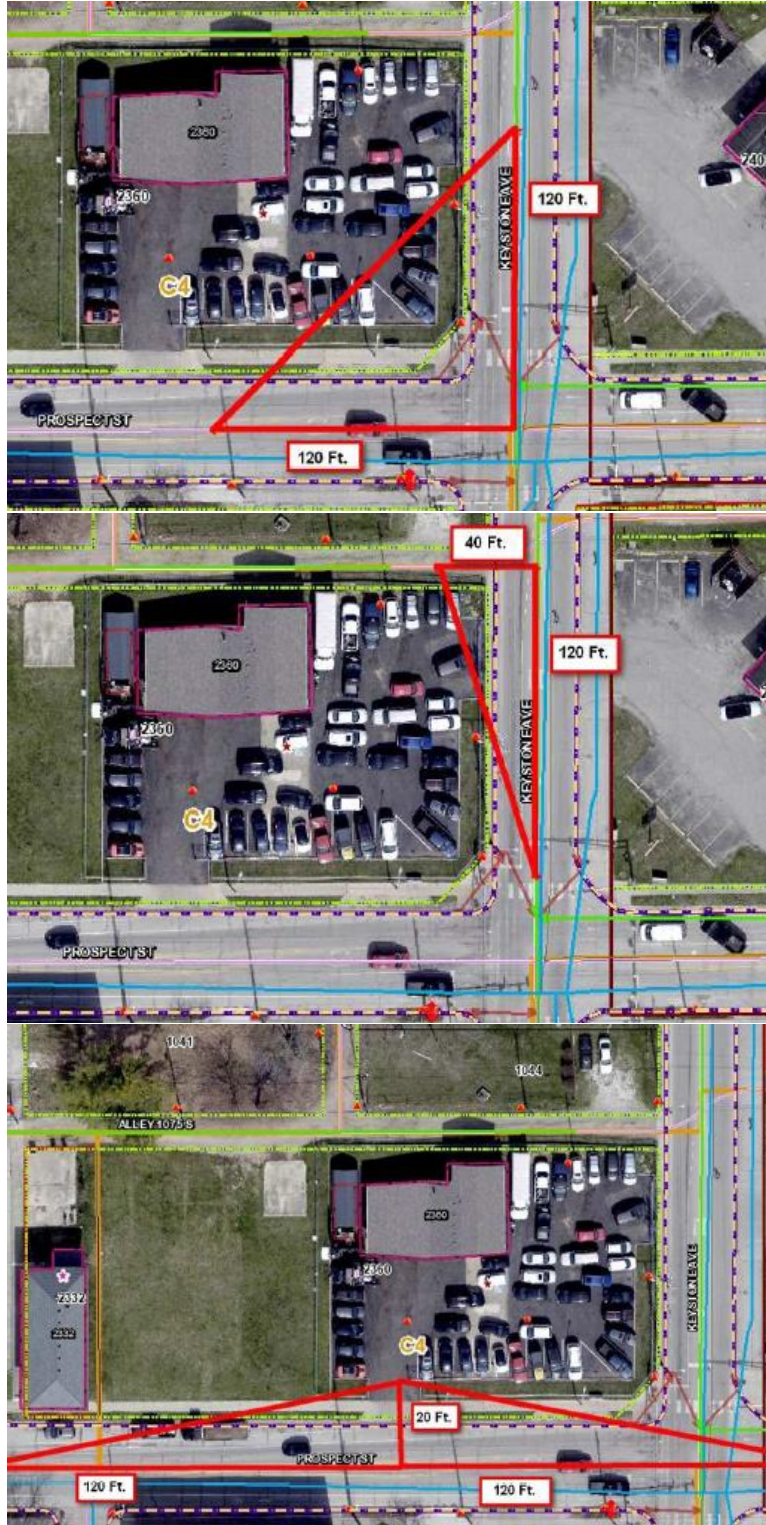 2360
240
120 Ft.
KEYSTONE AVE
2360
C4
PROSPECT ST
120 Ft.
40 Ft.
2360
120 Ft.
KEYSTONE AVE
2360
C4
PROSPECT ST
1041
1044
ALLEY 1075 S
2360
KEYSTONE AVE
2360
2332
2332
C4
20 Ft.
PROSPECT ST
120 Ft.
120 Ft.